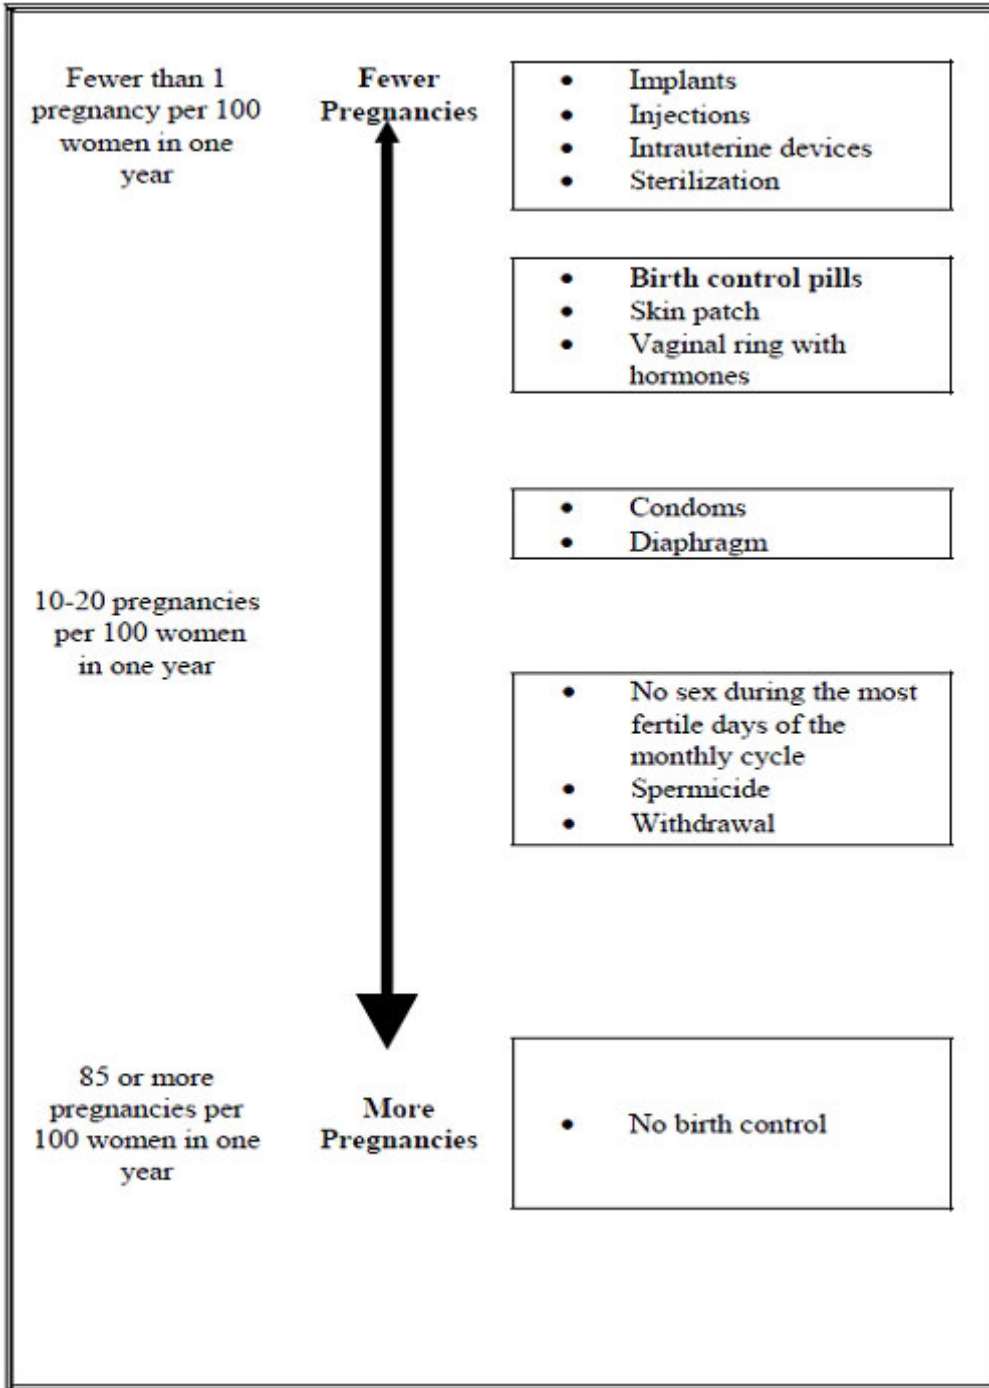 Fewer than 1
pregnancy per 100
women in one
year
Fewer
Pregnancies
• Implants
• Injections
• Intrauterine devices
• Sterilization
• Birth control pills
• Skin patch
• Vaginal ring with
hormones
• Condoms
• Diaphragm
10-20 pregnancies
per 100 women
in one year
• No sex during the most
fertile days of the
monthly cycle
• Spermicide
• Withdrawal
85 or more
pregnancies per
100 women in one
year
More
Pregnancies
• No birth control